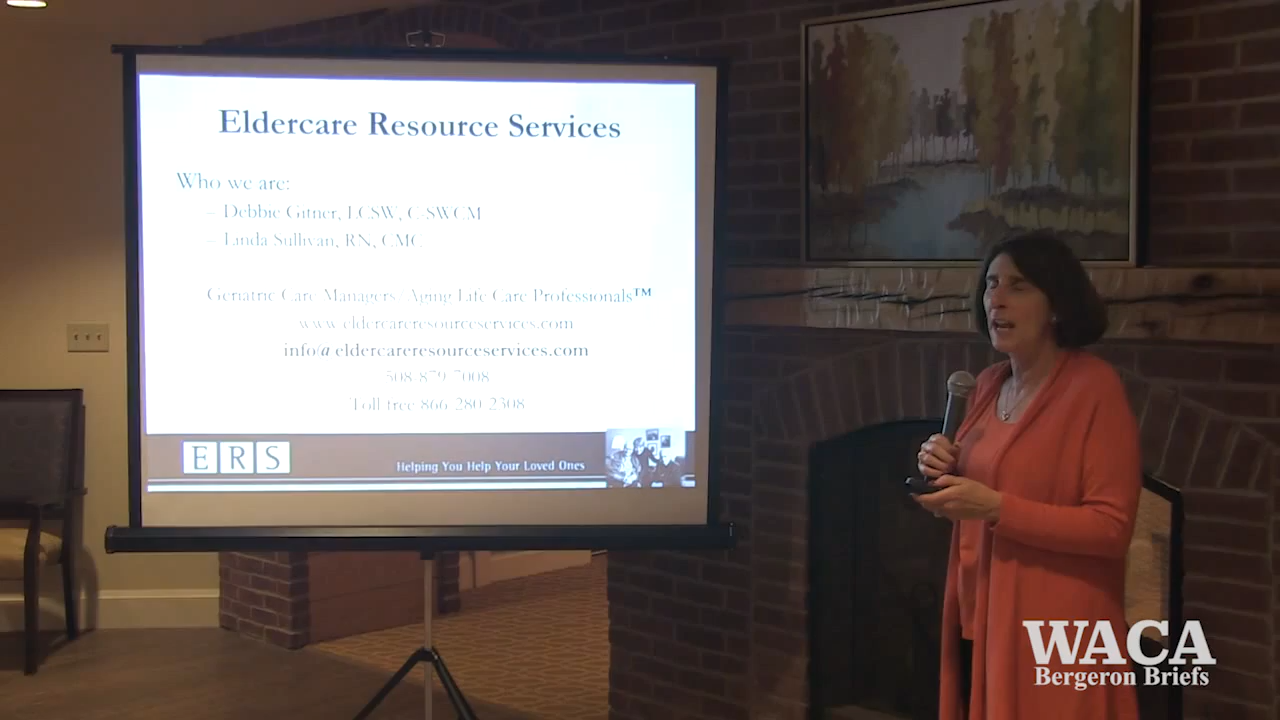 Eldercare Resource Services
Who we are:
– Debbie Gitner, LCSW, C-SWCM
– Linda Sullivan, RN, CMC
Geriatric Care Managers/Aging Life Care Professionals™
www.eldercareresourceservices.com
info@eldercareresourceservices.com
508-879-7008
Toll free 866-280-2308
ERS
Helping You Help Your Loved Ones
WACA
Bergeron Briefs